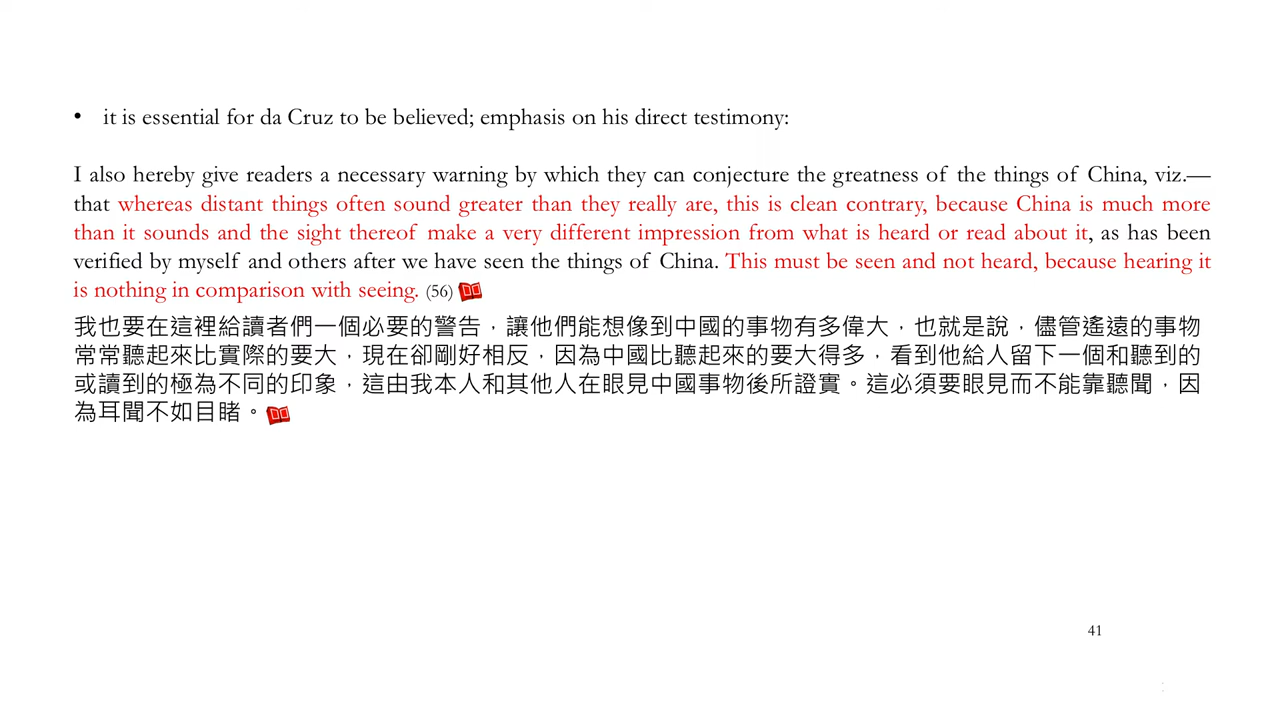 • it is essential for da Cruz to be believed; emphasis on his direct testimony:
I also hereby give readers a necessary warning by which they can conjecture the greatness of the things of China, viz.—
that whereas distant things often sound greater than they really are, this is clean contrary, because China is much more
than it sounds and the sight thereof make a very different impression from what is heard or read about it, as has been
verified by myself and others after we have seen the things of China. This must be seen and not heard, because hearing it
is nothing in comparison with seeing. (56)
我也要在這裡給讀者們一個必要的警告，讓他們能想像到中國的事物有多偉大，也就是說，儘管遙遠的事物
常常聽起來比實際的要大，現在卻剛好相反，因為中國比聽起來的要大得多，看到他給人留下一個和聽到的
或讀到的極為不同的印象，這由我本人和其他人在眼見中國事物後所證實。這必須要眼見而不能靠聽聞，因
為耳聞不如目睹。
41